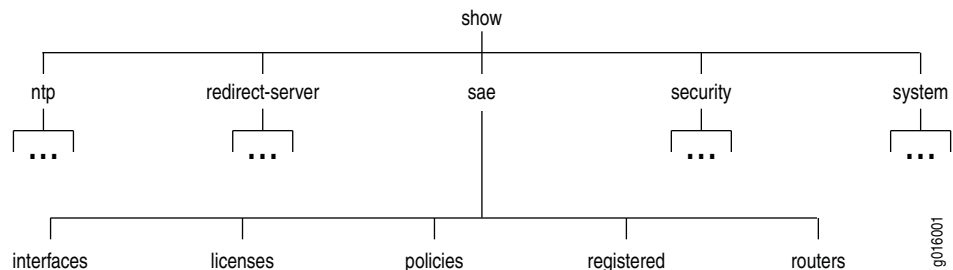 show
ntp redirect-server sae security system
... ... ... ...
interfaces licenses policies registered routers
g016001